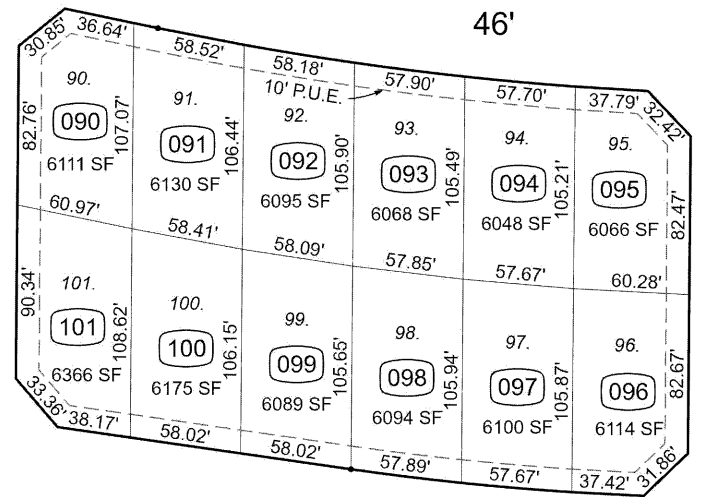 46'
30.85' 36.64' 58.52' 58.18' 57.90' 57.70' 37.79' 32.42'
10' P.U.E.
90. 91. 92. 93. 94. 95.
82.76' 090 107.07' 091 106.44' 092 105.90' 093 105.49' 094 105.21' 095 82.47'
6111 SF 6130 SF 6095 SF 6068 SF 6048 SF 6066 SF
60.97' 58.41' 58.09' 57.85' 57.67' 60.28'
101. 100. 99. 98. 97. 96.
90.34' 101 108.62' 100 106.15' 099 105.65' 098 105.94' 097 105.87' 096 82.67'
6366 SF 6175 SF 6089 SF 6094 SF 6100 SF 6114 SF
33.36' 38.17' 58.02' 58.02' 57.89' 57.67' 37.42' 31.86'